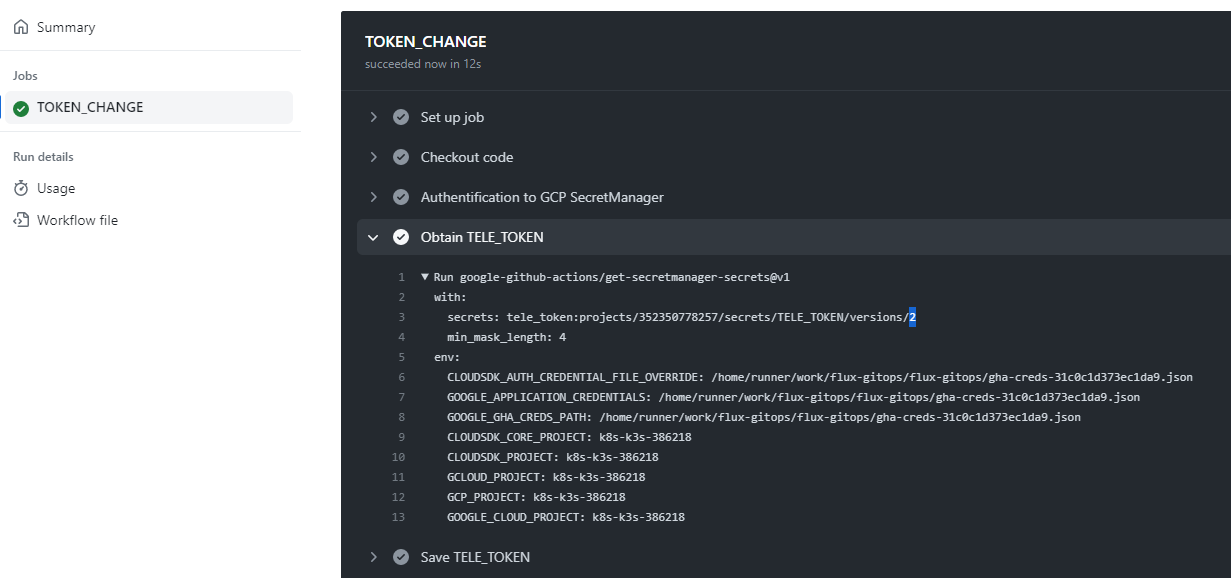 Summary
Jobs
TOKEN_CHANGE
Run details
Usage
Workflow file
TOKEN_CHANGE
succeeded now in 12s
Set up job
Checkout code
Authentification to GCP SecretManager
Obtain TELE_TOKEN
1 ▼ Run google-github-actions/get-secretmanager-secrets@v1
2 with:
3 secrets: tele_token:projects/352350778257/secrets/TELE_TOKEN/versions/2
4 min_mask_length: 4
5 env:
6 CLOUDSDK_AUTH_CREDENTIAL_FILE_OVERRIDE: /home/runner/work/flux-gitops/flux-gitops/gha-creds-31c0c1d373ec1da9.json
7 GOOGLE_APPLICATION_CREDENTIALS: /home/runner/work/flux-gitops/flux-gitops/gha-creds-31c0c1d373ec1da9.json
8 GOOGLE_GHA_CREDS_PATH: /home/runner/work/flux-gitops/flux-gitops/gha-creds-31c0c1d373ec1da9.json
9 CLOUDSDK_CORE_PROJECT: k8s-k3s-386218
10 CLOUDSDK_PROJECT: k8s-k3s-386218
11 GCLOUD_PROJECT: k8s-k3s-386218
12 GCP_PROJECT: k8s-k3s-386218
13 GOOGLE_CLOUD_PROJECT: k8s-k3s-386218
Save TELE_TOKEN